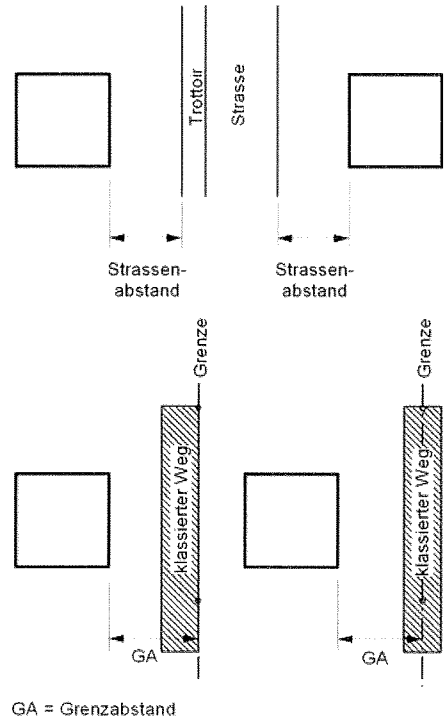 Trottoir
Strasse
Strassen-
abstand
Strassen-
abstand
Grenze
klassierter Weg
GA
Grenze
klassierter Weg
GA
GA = Grenzabstand